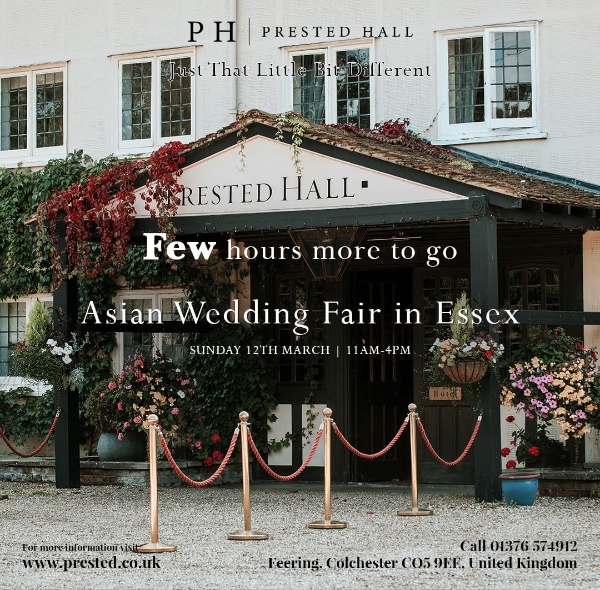 PH | PRESTED HALL
Just That Little Bit Different
PRESTED HALL
Few hours more to go
Asian Wedding Fair in Essex
SUNDAY 12TH MARCH | 11AM-4PM
Hotel
For more information visit
www.prested.co.uk
Call 01376 574912
Feering, Colchester CO5 9EE, United Kingdom